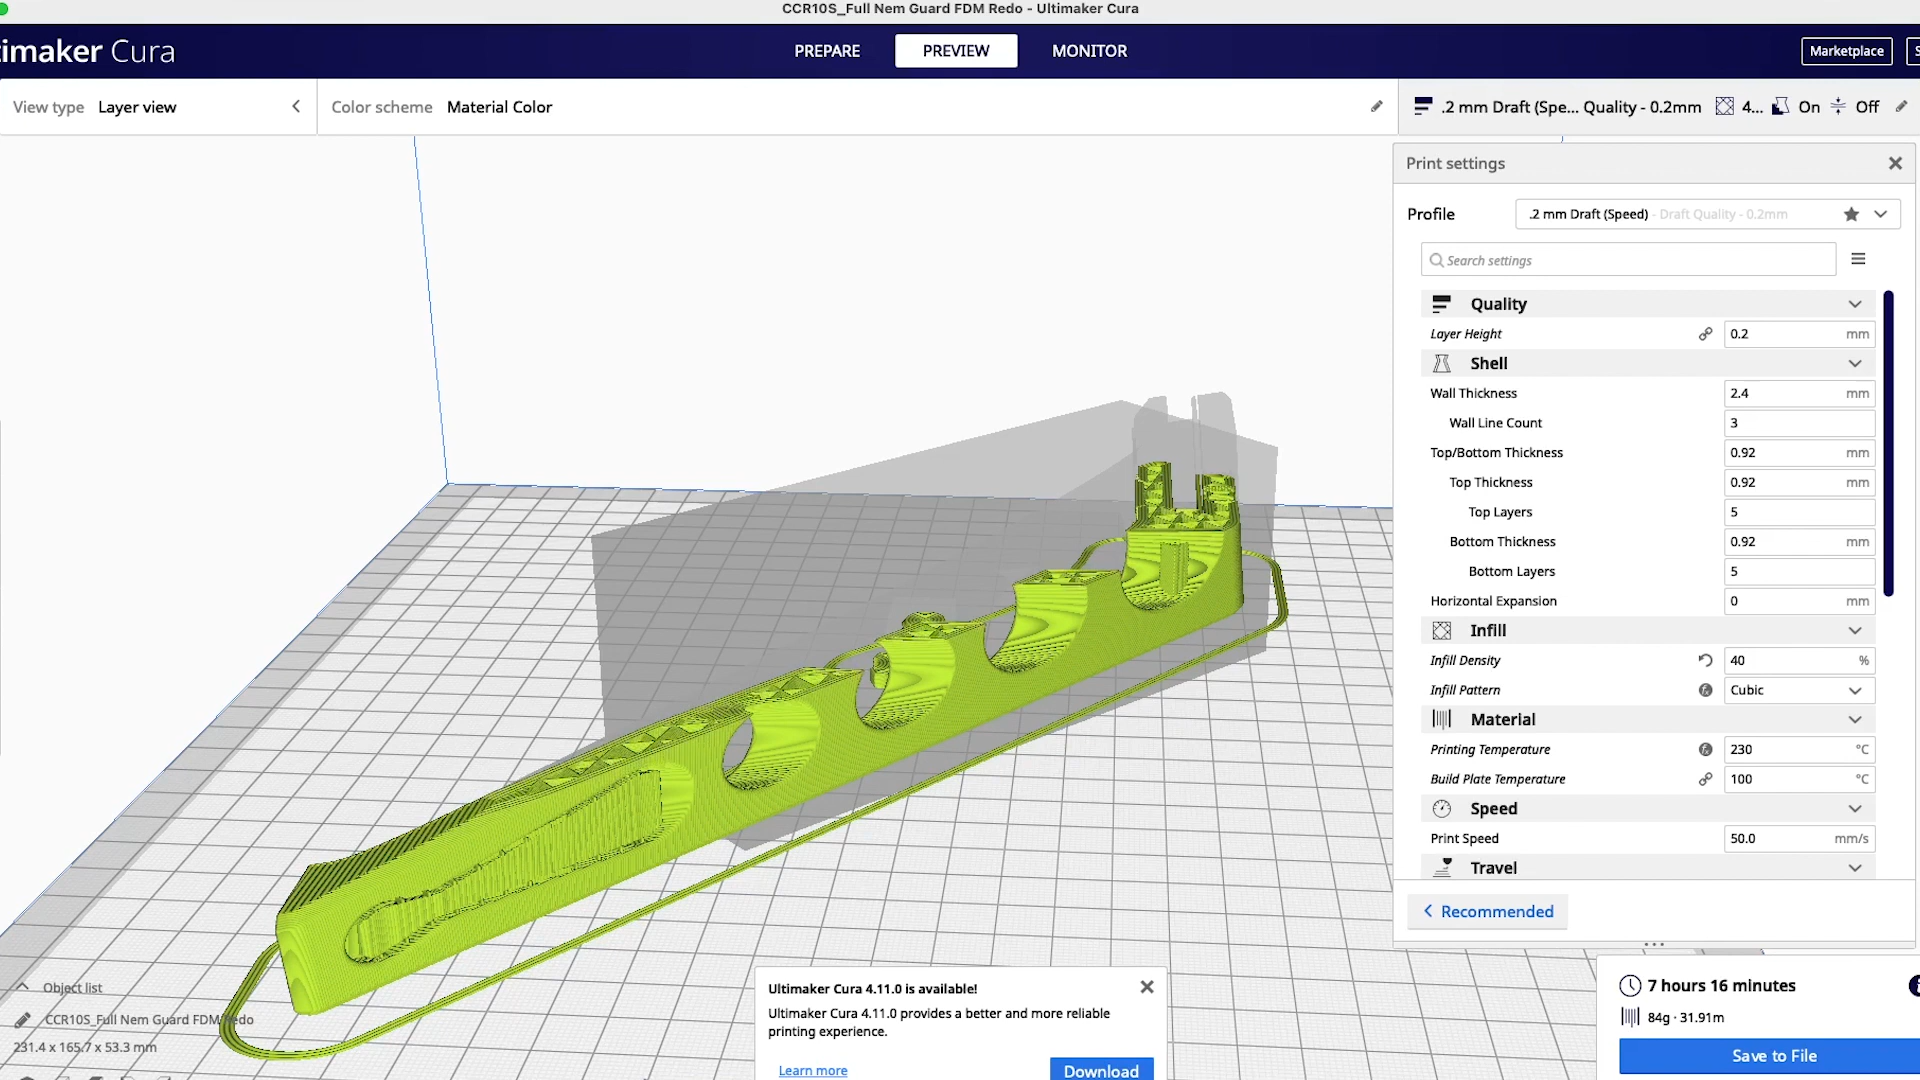 CCR10S_Full Nem Guard FDM Redo - Ultimaker Cura
timaker Cura
PREPARE
PREVIEW
MONITOR
Marketplace
View type Layer view
Color scheme Material Color
.2 mm Draft (Spe... Quality - 0.2mm
4...
On
Off
Print settings
Profile
.2 mm Draft (Speed) - Draft Quality - 0.2mm
Search settings
Quality
Layer Height 0.2 mm
Shell
Wall Thickness 2.4 mm
Wall Line Count 3
Top/Bottom Thickness 0.92 mm
Top Thickness 0.92 mm
Top Layers 5
Bottom Thickness 0.92 mm
Bottom Layers 5
Horizontal Expansion 0 mm
Infill
Infill Density 40 %
Infill Pattern Cubic
Material
Printing Temperature 230 °C
Build Plate Temperature 100 °C
Speed
Print Speed 50.0 mm/s
Travel
Recommended
Object list
CCR10S_Full Nem Guard FDM Redo
231.4 x 165.7 x 53.3 mm
Ultimaker Cura 4.11.0 is available!
Ultimaker Cura 4.11.0 provides a better and more reliable
printing experience.
Learn more
Download
7 hours 16 minutes
84g · 31.91m
Save to File